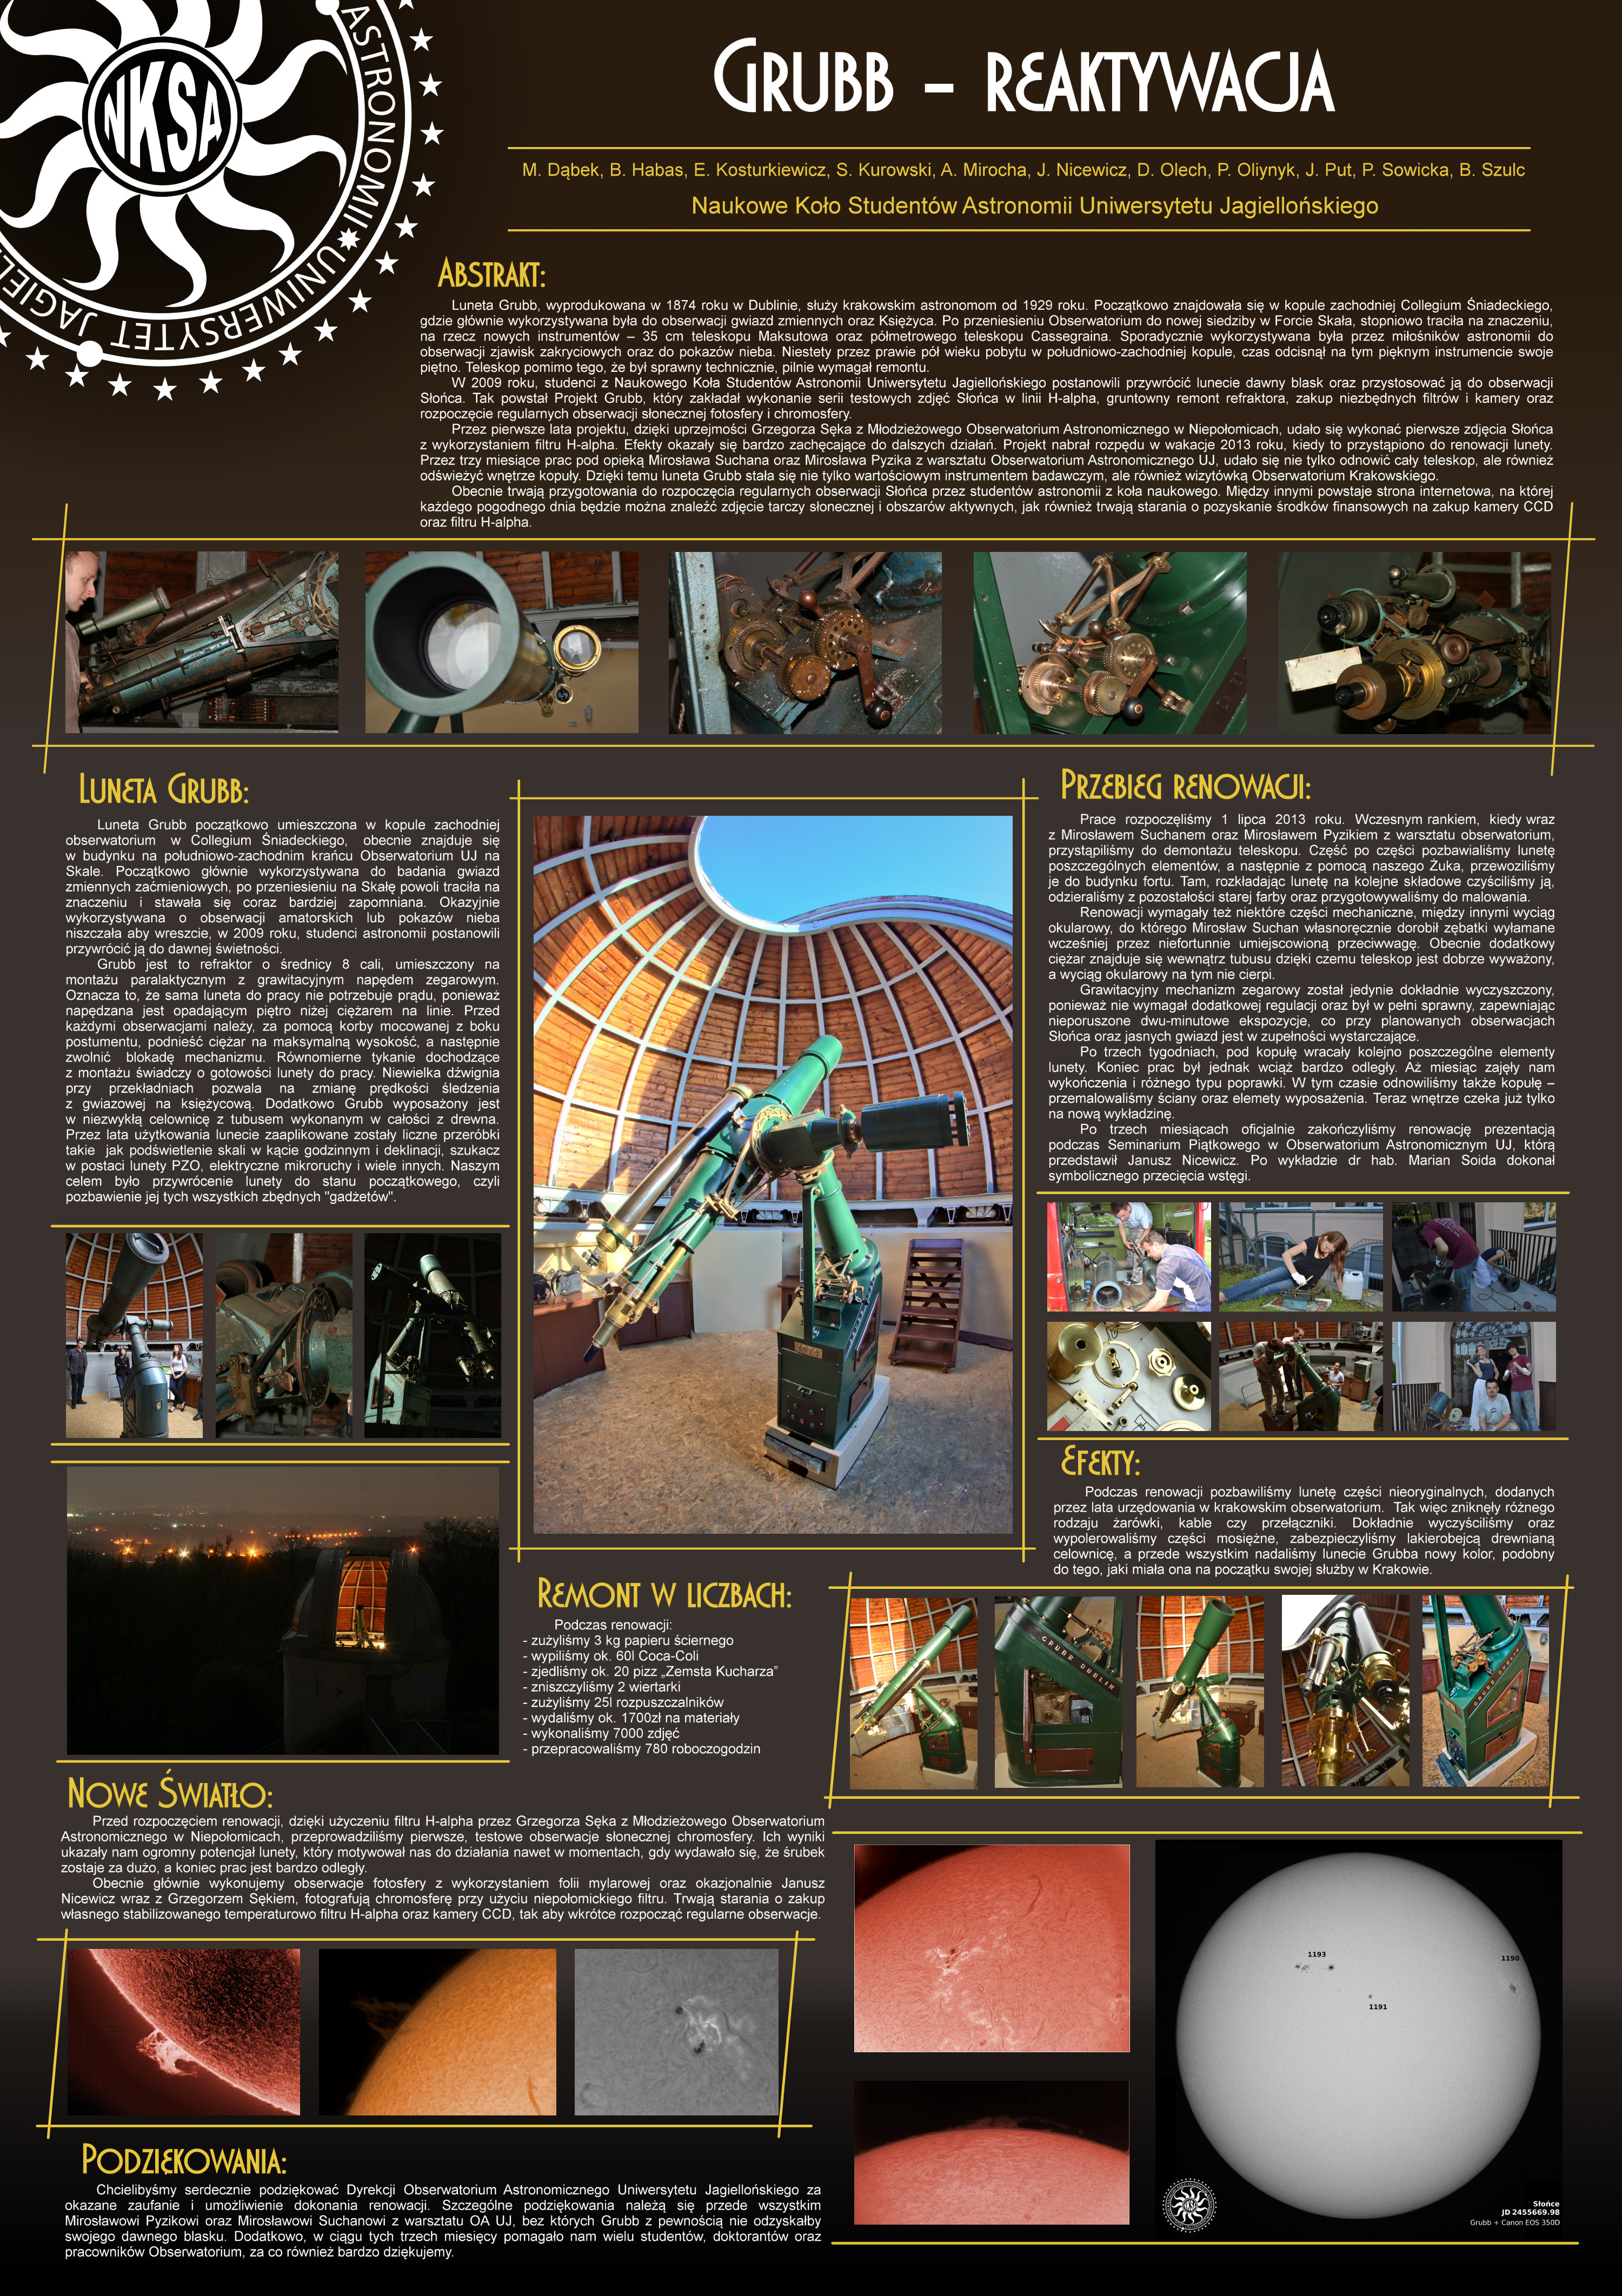 NKSA
ASTRONOMII
UNIWERSYTET JAGIEL
GRUBB – REAKTYWACJA
M. Dąbek, B. Habas, E. Kosturkiewicz, S. Kurowski, A. Mirocha, J. Nicewicz, D. Olech, P. Oliynyk, J. Put, P. Sowicka, B. Szulc
Naukowe Koło Studentów Astronomii Uniwersytetu Jagiellońskiego
ABSTRAKT:
Luneta Grubb, wyprodukowana w 1874 roku w Dublinie, służy krakowskim astronomom od 1929 roku. Początkowo znajdowała się w kopule zachodniej Collegium Śniadeckiego,
gdzie głównie wykorzystywana była do obserwacji gwiazd zmiennych oraz Księżyca. Po przeniesieniu Obserwatorium do nowej siedziby w Forcie Skała, stopniowo traciła na znaczeniu,
na rzecz nowych instrumentów – 35 cm teleskopu Maksutowa oraz półmetrowego teleskopu Cassegraina. Sporadycznie wykorzystywana była przez miłośników astronomii do
obserwacji zjawisk zakryciowych oraz do pokazów nieba. Niestety przez prawie pół wieku pobytu w południowo-zachodniej kopule, czas odcisnął na tym pięknym instrumencie swoje
piętno. Teleskop pomimo tego, że był sprawny technicznie, pilnie wymagał remontu.
W 2009 roku, studenci z Naukowego Koła Studentów Astronomii Uniwersytetu Jagiellońskiego postanowili przywrócić lunecie dawny blask oraz przystosować ją do obserwacji
Słońca. Tak powstał Projekt Grubb, który zakładał wykonanie serii testowych zdjęć Słońca w linii H-alpha, gruntowny remont refraktora, zakup niezbędnych filtrów i kamery oraz
rozpoczęcie regularnych obserwacji słonecznej fotosfery i chromosfery.
Przez pierwsze lata projektu, dzięki uprzejmości Grzegorza Sęka z Młodzieżowego Obserwatorium Astronomicznego w Niepołomicach, udało się wykonać pierwsze zdjęcia Słońca
z wykorzystaniem filtru H-alpha. Efekty okazały się bardzo zachęcające do dalszych działań. Projekt nabrał rozpędu w wakacje 2013 roku, kiedy to przystąpiono do renowacji lunety.
Przez trzy miesiące prac pod opieką Mirosława Suchana oraz Mirosława Pyzika z warsztatu Obserwatorium Astronomicznego UJ, udało się nie tylko odnowić cały teleskop, ale również
odświeżyć wnętrze kopuły. Dzięki temu luneta Grubb stała się nie tylko wartościowym instrumentem badawczym, ale również wizytówką Obserwatorium Krakowskiego.
Obecnie trwają przygotowania do rozpoczęcia regularnych obserwacji Słońca przez studentów astronomii z koła naukowego. Między innymi powstaje strona internetowa, na której
każdego pogodnego dnia będzie można znaleźć zdjęcie tarczy słonecznej i obszarów aktywnych, jak również trwają starania o pozyskanie środków finansowych na zakup kamery CCD
oraz filtru H-alpha.
LUNETA GRUBB:
Luneta Grubb początkowo umieszczona w kopule zachodniej
obserwatorium w Collegium Śniadeckiego, obecnie znajduje się
w budynku na południowo-zachodnim krańcu Obserwatorium UJ na
Skale. Początkowo głównie wykorzystywana do badania gwiazd
zmiennych zaćmieniowych, po przeniesieniu na Skałę powoli traciła na
znaczeniu i stawała się coraz bardziej zapomniana. Okazyjnie
wykorzystywana o obserwacji amatorskich lub pokazów nieba
niszczała aby wreszcie, w 2009 roku, studenci astronomii postanowili
przywrócić ją do dawnej świetności.
Grubb jest to refraktor o średnicy 8 cali, umieszczony na
montażu paralaktycznym z grawitacyjnym napędem zegarowym.
Oznacza to, że sama luneta do pracy nie potrzebuje prądu, ponieważ
napędzana jest opadającym piętro niżej ciężarem na linie. Przed
każdymi obserwacjami należy, za pomocą korby mocowanej z boku
postumentu, podnieść ciężar na maksymalną wysokość, a następnie
zwolnić blokadę mechanizmu. Równomierne tykanie dochodzące
z montażu świadczy o gotowości lunety do pracy. Niewielka dźwignia
przy przekładniach pozwala na zmianę prędkości śledzenia
z gwiazowej na księżycową. Dodatkowo Grubb wyposażony jest
w niezwykłą celownicę z tubusem wykonanym w całości z drewna.
Przez lata użytkowania lunecie zaaplikowane zostały liczne przeróbki
takie jak podświetlenie skali w kącie godzinnym i deklinacji, szukacz
w postaci lunety PZO, elektryczne mikroruchy i wiele innych. Naszym
celem było przywrócenie lunety do stanu początkowego, czyli
pozbawienie jej tych wszystkich zbędnych "gadżetów".
PRZEBIEG RENOWACJI:
Prace rozpoczęliśmy 1 lipca 2013 roku. Wczesnym rankiem, kiedy wraz
z Mirosławem Suchanem oraz Mirosławem Pyzikiem z warsztatu obserwatorium,
przystąpiliśmy do demontażu teleskopu. Część po części pozbawialiśmy lunetę
poszczególnych elementów, a następnie z pomocą naszego Żuka, przewoziliśmy
je do budynku fortu. Tam, rozkładając lunetę na kolejne składowe czyściliśmy ją,
odzieraliśmy z pozostałości starej farby oraz przygotowywaliśmy do malowania.
Renowacji wymagały też niektóre części mechaniczne, między innymi wyciąg
okularowy, do którego Mirosław Suchan własnoręcznie dorobił zębatki wyłamane
wcześniej przez niefortunnie umiejscowioną przeciwwagę. Obecnie dodatkowy
ciężar znajduje się wewnątrz tubusu dzięki czemu teleskop jest dobrze wyważony,
a wyciąg okularowy na tym nie cierpi.
Grawitacyjny mechanizm zegarowy został jedynie dokładnie wyczyszczony,
ponieważ nie wymagał dodatkowej regulacji oraz był w pełni sprawny, zapewniając
nieporuszone dwu-minutowe ekspozycje, co przy planowanych obserwacjach
Słońca oraz jasnych gwiazd jest w zupełności wystarczające.
Po trzech tygodniach, pod kopułę wracały kolejno poszczególne elementy
lunety. Koniec prac był jednak wciąż bardzo odległy. Aż miesiąc zajęły nam
wykończenia i różnego typu poprawki. W tym czasie odnowiliśmy także kopułę –
przemalowaliśmy ściany oraz elemety wyposażenia. Teraz wnętrze czeka już tylko
na nową wykładzinę.
Po trzech miesiącach oficjalnie zakończyliśmy renowację prezentacją
podczas Seminarium Piątkowego w Obserwatorium Astronomicznym UJ, którą
przedstawił Janusz Nicewicz. Po wykładzie dr hab. Marian Soida dokonał
symbolicznego przecięcia wstęgi.
EFEKTY:
Podczas renowacji pozbawiliśmy lunetę części nieoryginalnych, dodanych
przez lata urzędowania w krakowskim obserwatorium. Tak więc zniknęły różnego
rodzaju żarówki, kable czy przełączniki. Dokładnie wyczyściliśmy oraz
wypolerowaliśmy części mosiężne, zabezpieczyliśmy lakierobejcą drewnianą
celownicę, a przede wszystkim nadaliśmy lunecie Grubba nowy kolor, podobny
do tego, jaki miała ona na początku swojej służby w Krakowie.
GRUBB DUBLIN
GRUBB DUBLIN
REMONT W LICZBACH:
Podczas renowacji:
- zużyliśmy 3 kg papieru ściernego
- wypiliśmy ok. 60l Coca-Coli
- zjedliśmy ok. 20 pizz „Zemsta Kucharza”
- zniszczyliśmy 2 wiertarki
- zużyliśmy 25l rozpuszczalników
- wydaliśmy ok. 1700zł na materiały
- wykonaliśmy 7000 zdjęć
- przepracowaliśmy 780 roboczogodzin
NOWE ŚWIATŁO:
Przed rozpoczęciem renowacji, dzięki użyczeniu filtru H-alpha przez Grzegorza Sęka z Młodzieżowego Obserwatorium
Astronomicznego w Niepołomicach, przeprowadziliśmy pierwsze, testowe obserwacje słonecznej chromosfery. Ich wyniki
ukazały nam ogromny potencjał lunety, który motywował nas do działania nawet w momentach, gdy wydawało się, że śrubek
zostaje za dużo, a koniec prac jest bardzo odległy.
Obecnie głównie wykonujemy obserwacje fotosfery z wykorzystaniem folii mylarowej oraz okazjonalnie Janusz
Nicewicz wraz z Grzegorzem Sękiem, fotografują chromosferę przy użyciu niepołomickiego filtru. Trwają starania o zakup
własnego stabilizowanego temperaturowo filtru H-alpha oraz kamery CCD, tak aby wkrótce rozpocząć regularne obserwacje.
1193
1190
1191
Słońce
JD 2455669.98
Grubb + Canon EOS 350D
NKSA
PODZIĘKOWANIA:
Chcielibyśmy serdecznie podziękować Dyrekcji Obserwatorium Astronomicznego Uniwersytetu Jagiellońskiego za
okazane zaufanie i umożliwienie dokonania renowacji. Szczególne podziękowania należą się przede wszystkim
Mirosławowi Pyzikowi oraz Mirosławowi Suchanowi z warsztatu OA UJ, bez których Grubb z pewnością nie odzyskałby
swojego dawnego blasku. Dodatkowo, w ciągu tych trzech miesięcy pomagało nam wielu studentów, doktorantów oraz
pracowników Obserwatorium, za co również bardzo dziękujemy.